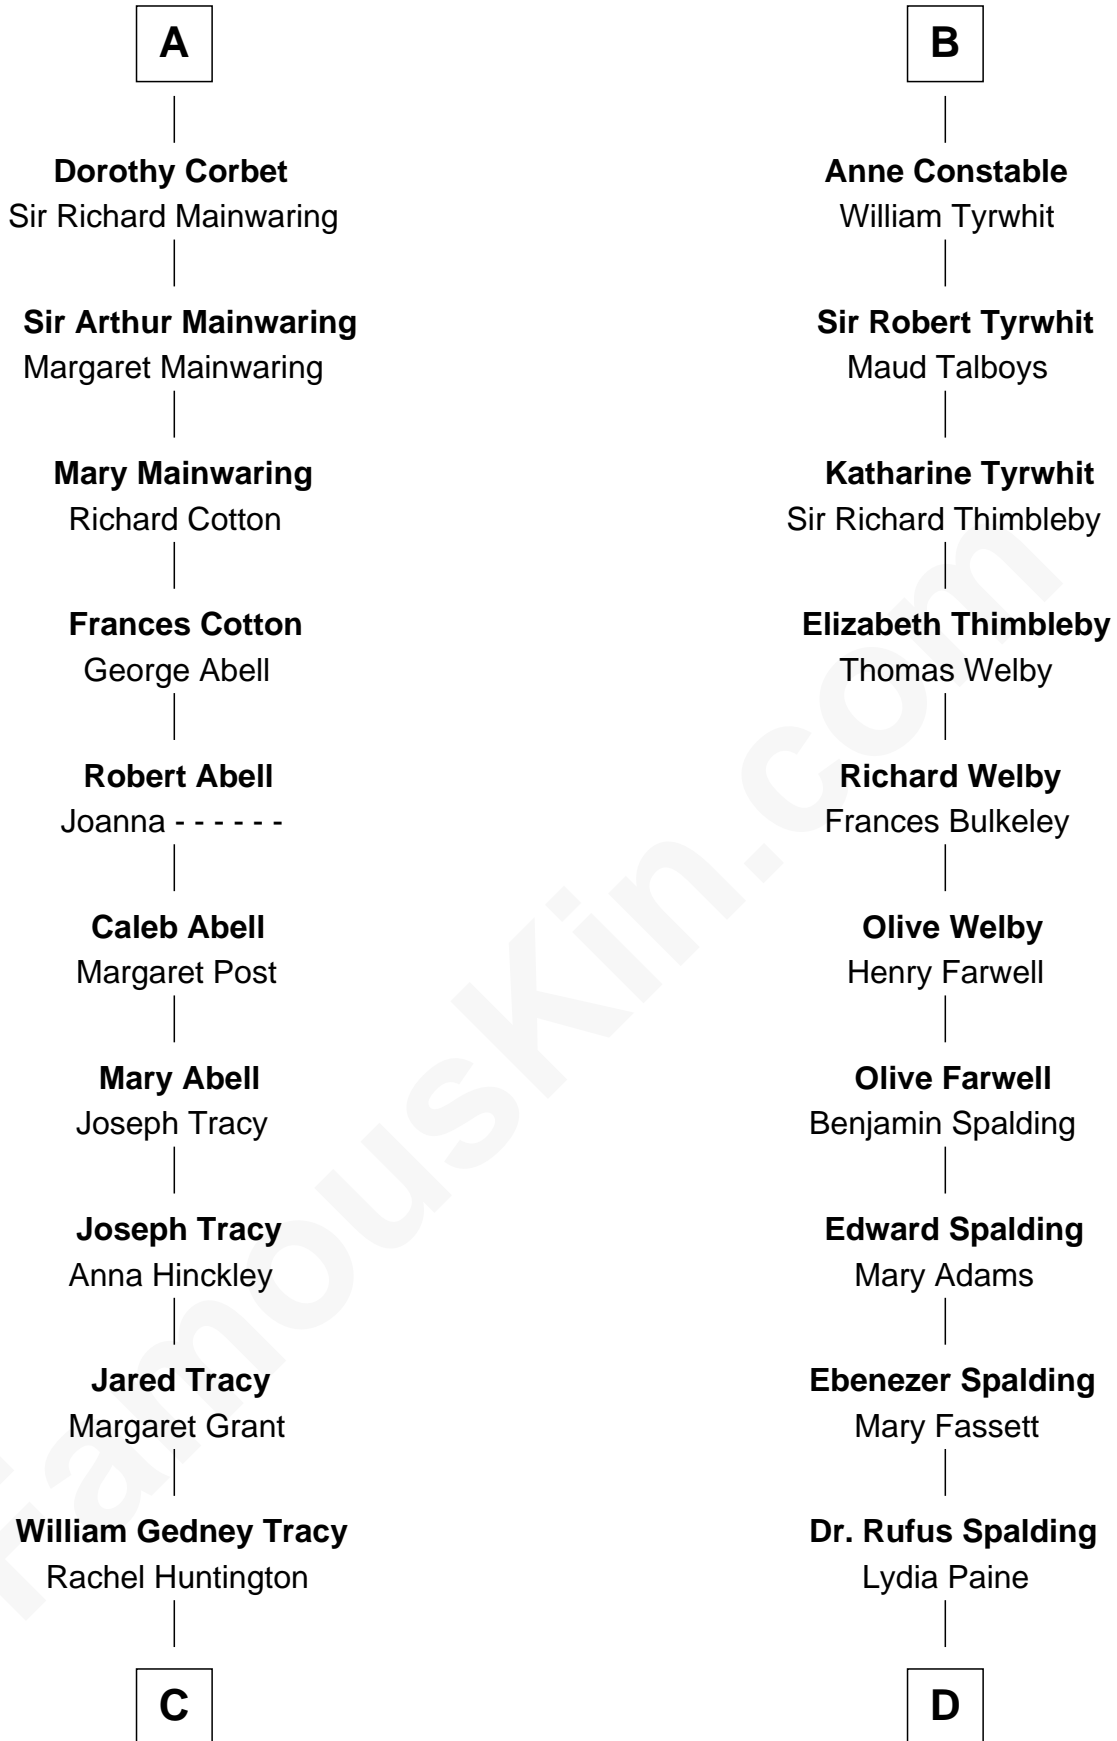 A
Dorothy Corbet
Sir Richard Mainwaring
Sir Arthur Mainwaring
Margaret Mainwaring
Mary Mainwaring
Richard Cotton
Frances Cotton
George Abell
Robert Abell
Joanna - - - - - -
Caleb Abell
Margaret Post
Mary Abell
Joseph Tracy
Joseph Tracy
Anna Hinckley
Jared Tracy
Margaret Grant
William Gedney Tracy
Rachel Huntington
C
B
Anne Constable
William Tyrwhit
Sir Robert Tyrwhit
Maud Talboys
Katharine Tyrwhit
Sir Richard Thimbleby
Elizabeth Thimbleby
Thomas Welby
Richard Welby
Frances Bulkeley
Olive Welby
Henry Farwell
Olive Farwell
Benjamin Spalding
Edward Spalding
Mary Adams
Ebenezer Spalding
Mary Fassett
Dr. Rufus Spalding
Lydia Paine
D
FamousKin.com